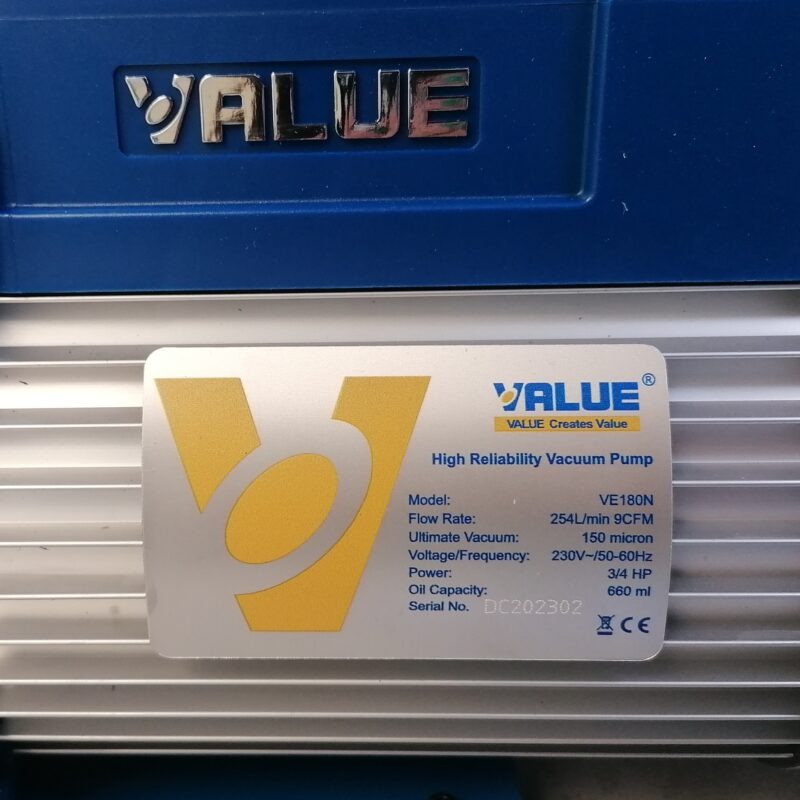 VALUE
VALUE®
VALUE Creates Value
High Reliability Vacuum Pump
Model: VE180N
Flow Rate: 254L/min 9CFM
Ultimate Vacuum: 150 micron
Voltage/Frequency: 230V~/50-60Hz
Power: 3/4 HP
Oil Capacity: 660 ml
Serial No. DC202302
CE